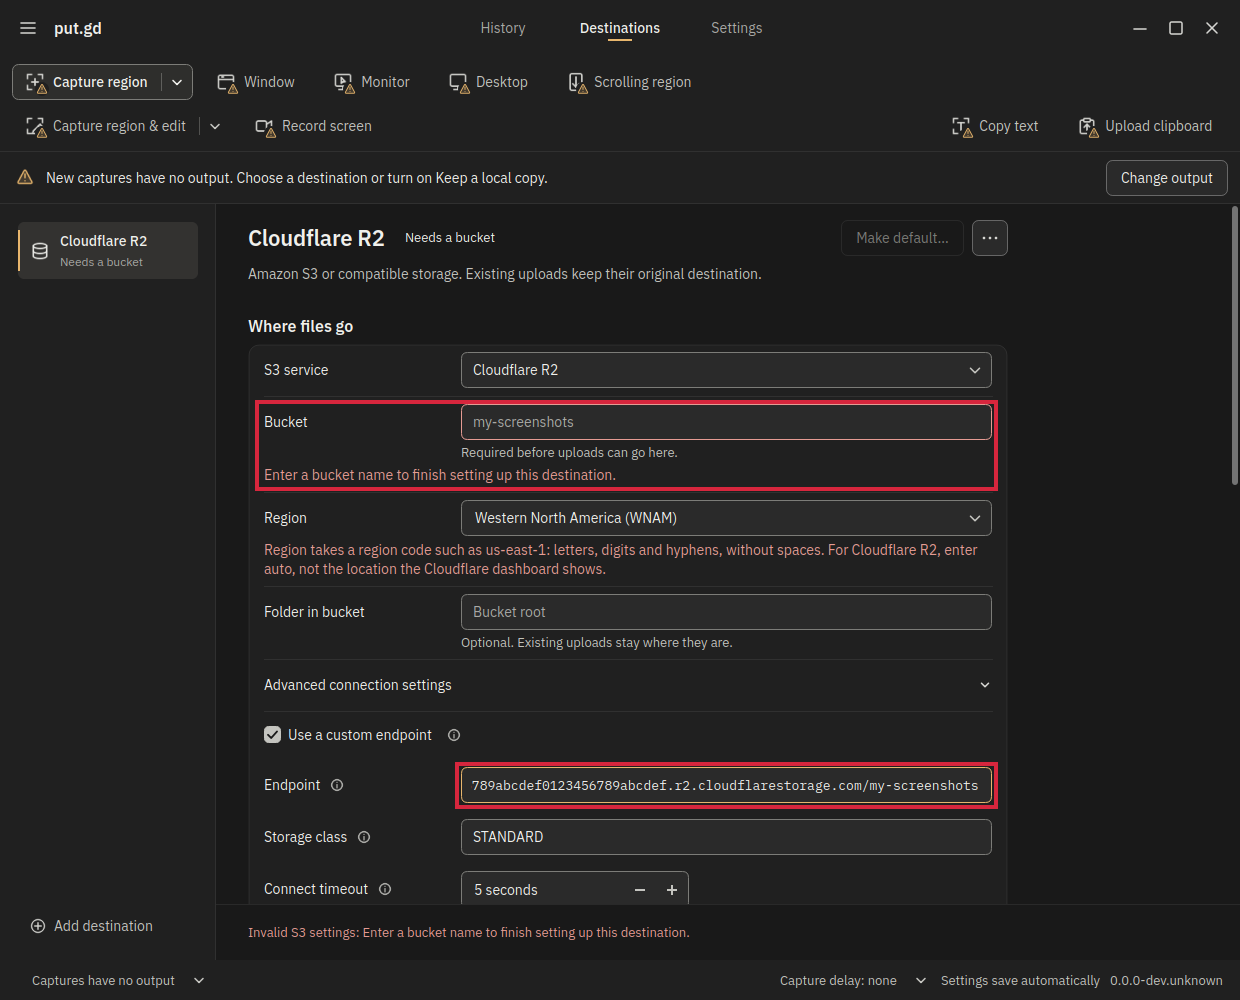 put.gd
History
Destinations
Settings
Capture region
Window
Monitor
Desktop
Scrolling region
Capture region & edit
Record screen
Copy text
Upload clipboard
New captures have no output. Choose a destination or turn on Keep a local copy.
Change output
Cloudflare R2
Needs a bucket
Cloudflare R2
Needs a bucket
Make default...
Amazon S3 or compatible storage. Existing uploads keep their original destination.
Where files go
S3 service
Cloudflare R2
Bucket
my-screenshots
Required before uploads can go here.
Enter a bucket name to finish setting up this destination.
Region
Western North America (WNAM)
Region takes a region code such as us-east-1: letters, digits and hyphens, without spaces. For Cloudflare R2, enter
auto, not the location the Cloudflare dashboard shows.
Folder in bucket
Bucket root
Optional. Existing uploads stay where they are.
Advanced connection settings
Use a custom endpoint
Endpoint
789abcdef0123456789abcdef.r2.cloudflarestorage.com/my-screenshots
Storage class
STANDARD
Connect timeout
5 seconds
Add destination
Invalid S3 settings: Enter a bucket name to finish setting up this destination.
Captures have no output
Capture delay: none
Settings save automatically
0.0.0-dev.unknown